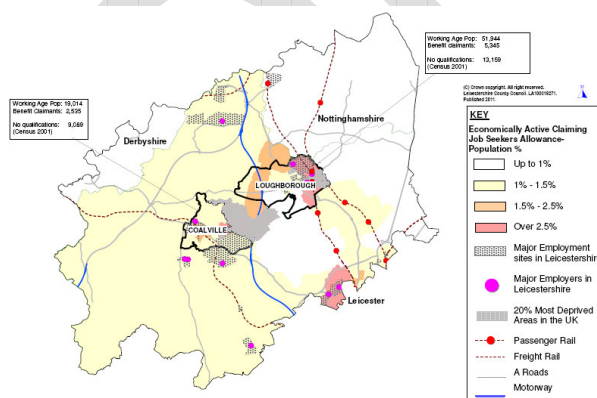 Working Age Pop: 51,944
Benefit claimants: 5,345
No qualifications: 13,159
(Census 2001)
Working Age Pop: 19,014
Benefit Claimants: 2,535
No qualifications: 9,069
(Census 2001)
Derbyshire
Nottinghamshire
LOUGHBOROUGH
COALVILLE
Leicester
(C) Crown copyright. All right reserved.
Leicestershire County Council. LA100019271.
Published 2011.
KEY
Economically Active Claiming
Job Seekers Allowance-
Population %
Up to 1%
1% - 1.5%
1.5% - 2.5%
Over 2.5%
Major Employment
sites in Leicestershire
Major Employers in
Leicestershire
20% Most Deprived
Areas in the UK
Passenger Rail
Freight Rail
A Roads
Motorway